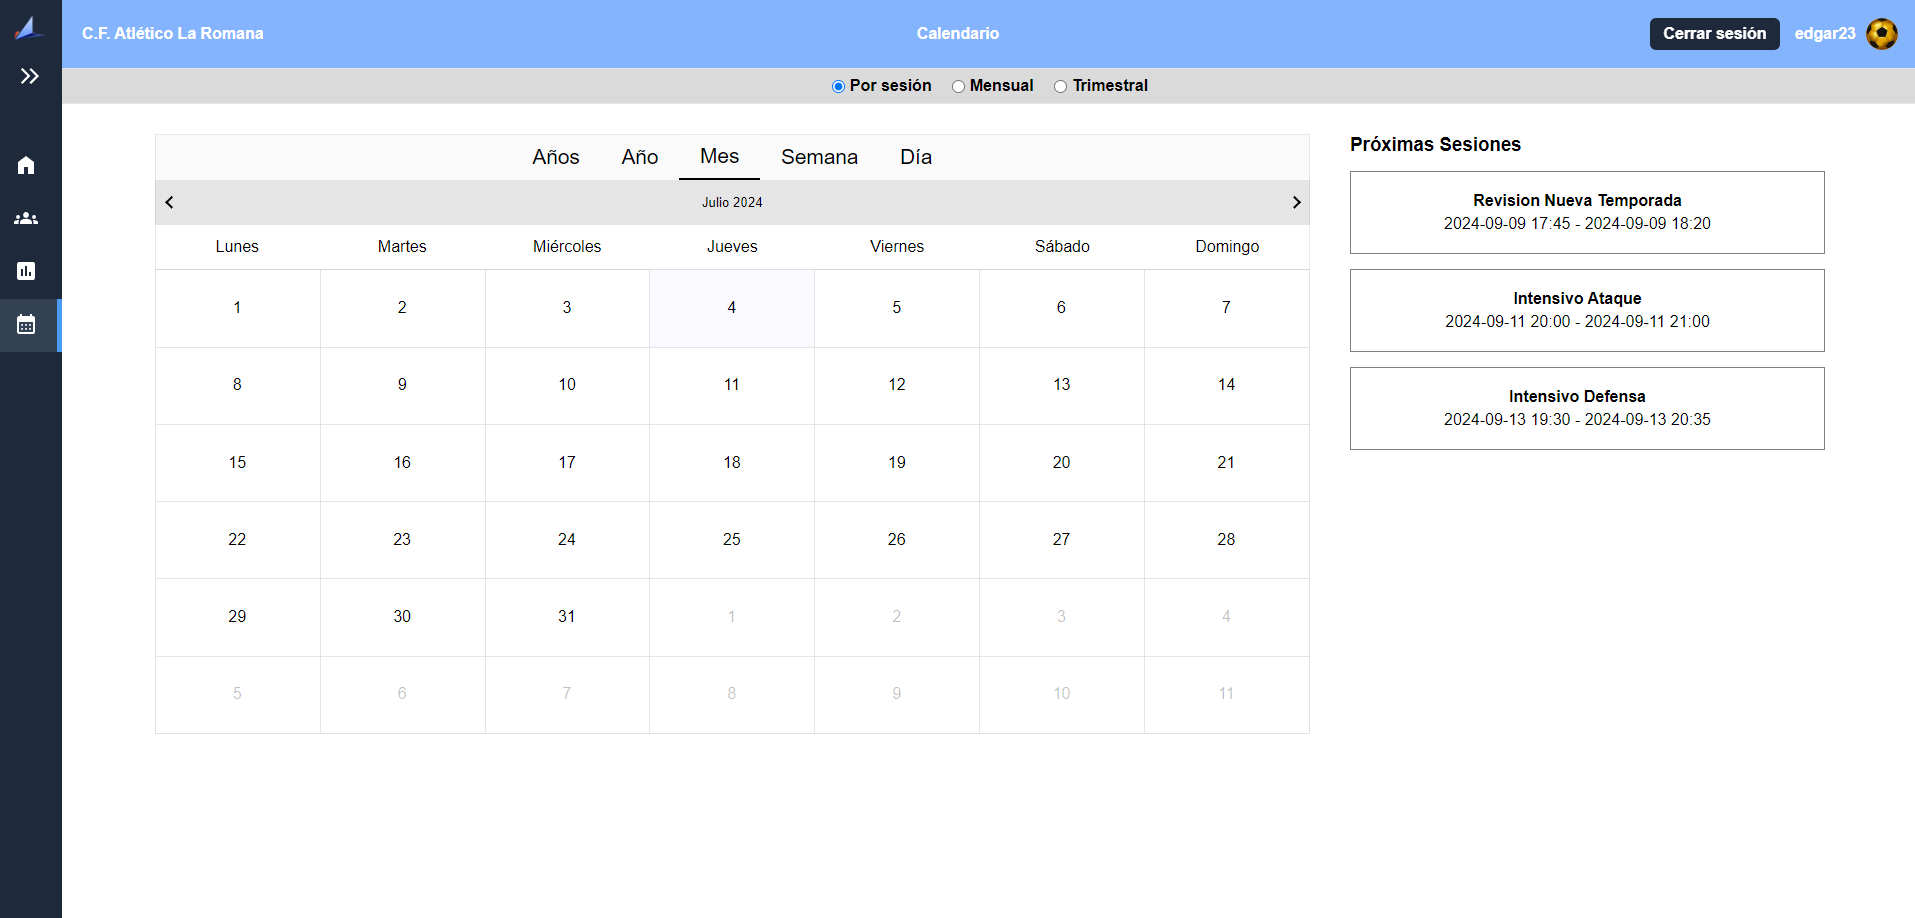 C.F. Atlético La Romana
Calendario
Cerrar sesión
edgar23
Por sesión Mensual Trimestral
Años Año Mes Semana Día
Julio 2024
Lunes Martes Miércoles Jueves Viernes Sábado Domingo
1 2 3 4 5 6 7
8 9 10 11 12 13 14
15 16 17 18 19 20 21
22 23 24 25 26 27 28
29 30 31 1 2 3 4
5 6 7 8 9 10 11
Próximas Sesiones
Revision Nueva Temporada
2024-09-09 17:45 - 2024-09-09 18:20
Intensivo Ataque
2024-09-11 20:00 - 2024-09-11 21:00
Intensivo Defensa
2024-09-13 19:30 - 2024-09-13 20:35